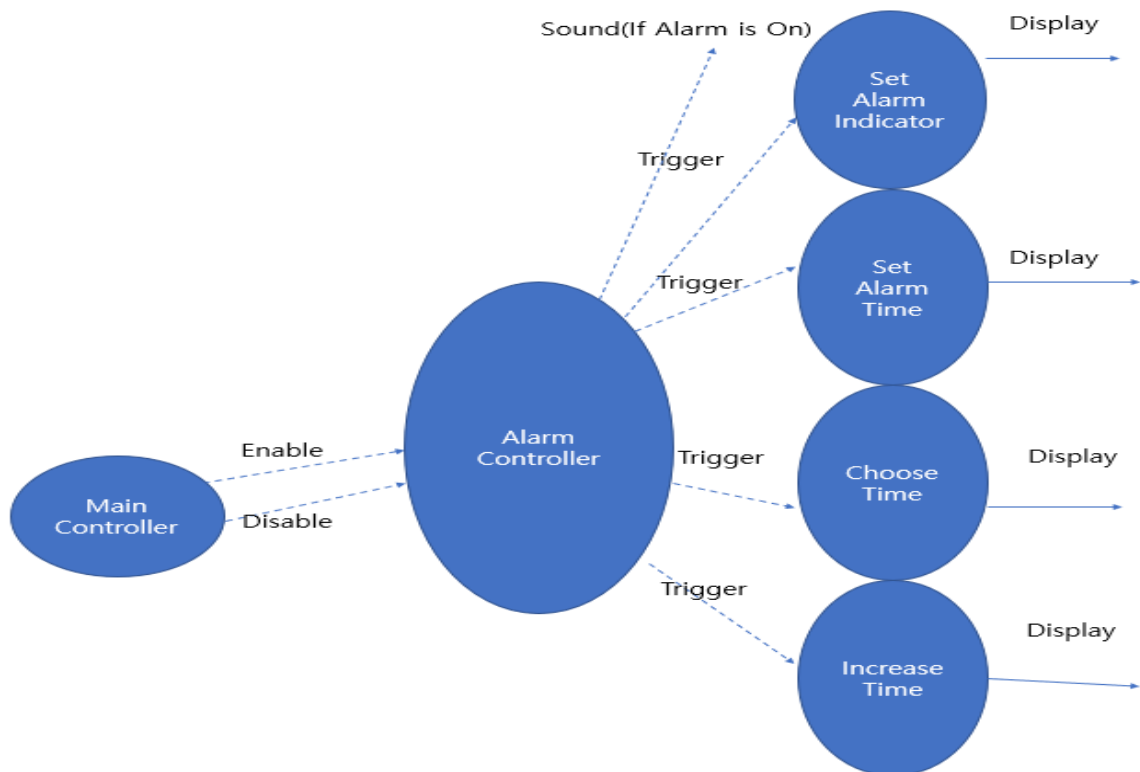 Sound(If Alarm is On)
Display
Set
Alarm
Indicator
Trigger
Trigger
Set
Alarm
Time
Display
Enable
Alarm
Controller
Trigger
Choose
Time
Display
Main
Controller
Disable
Trigger
Increase
Time
Display